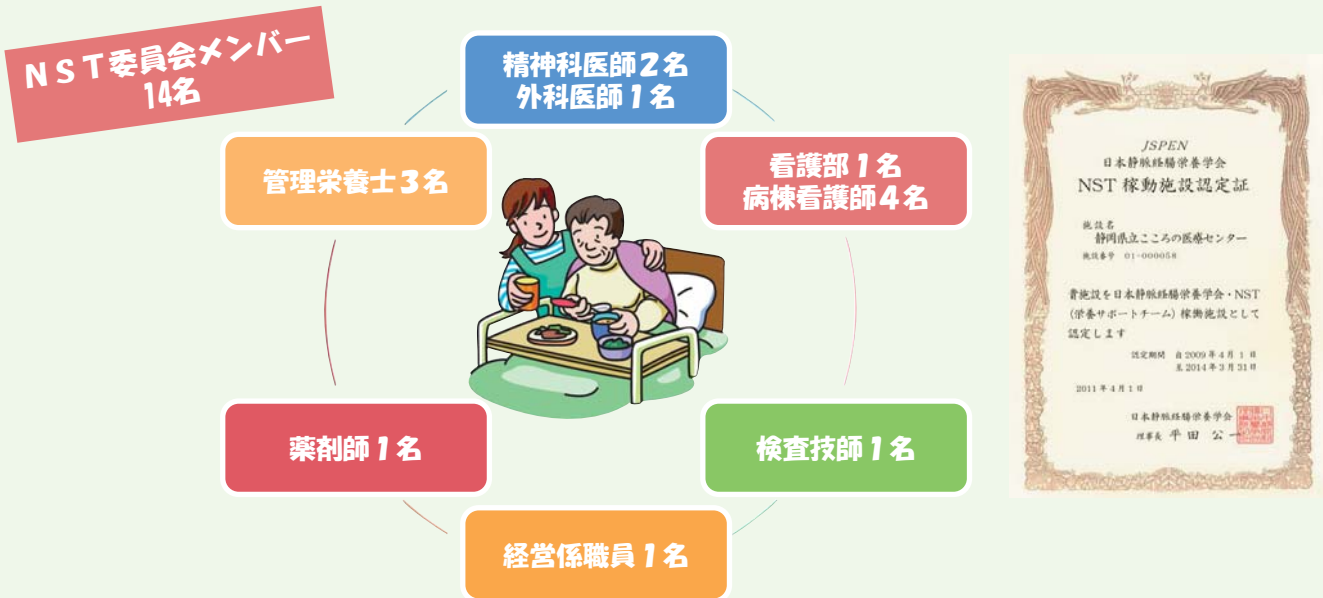 NST委員会メンバー
14名
精神科医師2名
外科医師1名
管理栄養士3名
看護部1名
病棟看護師4名
薬剤師1名
検査技師1名
経営係職員1名
JSPEN
日本静脈経腸栄養学会
NST 稼動施設認定証
施設名
静岡県立こころの医療センター
施設番号 01-000058
貴施設を日本静脈経腸栄養学会・NST
(栄養サポートチーム) 稼働施設として
認定します
認定期間 自2009年4月1日
至2014年3月31日
2011年4月1日
日本静脈経腸栄養学会
理事長 平田 公一